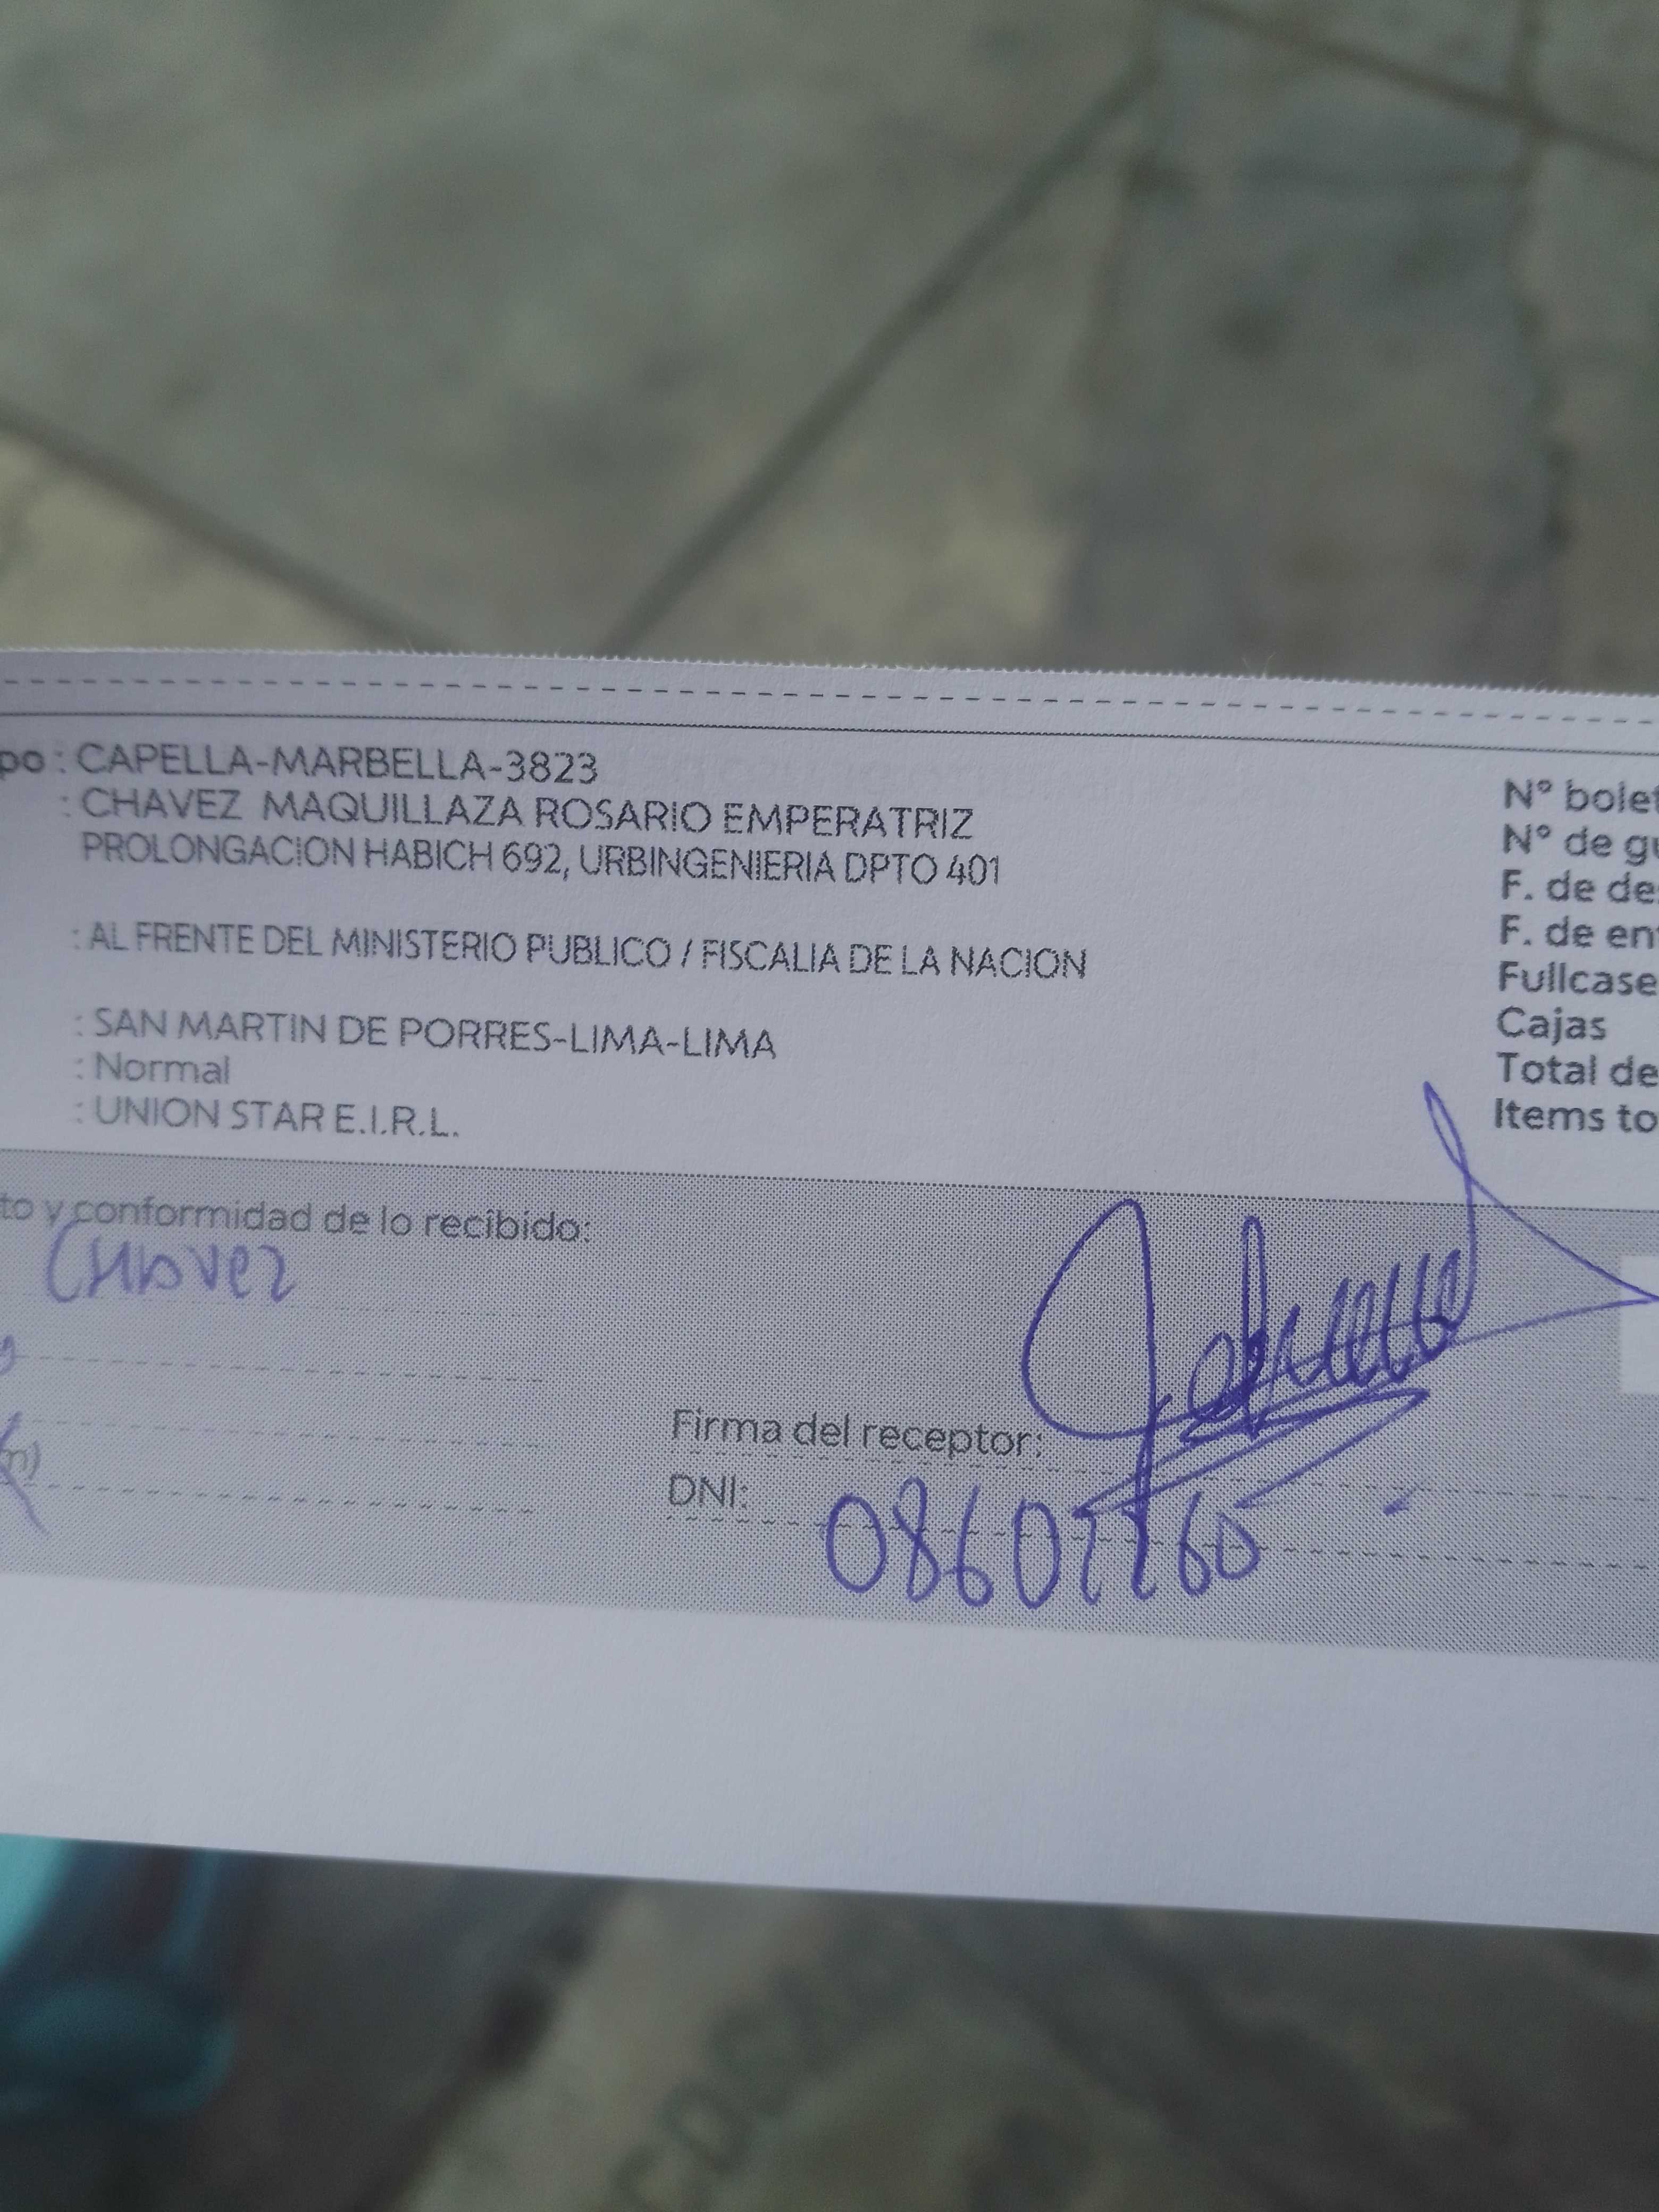 po : CAPELLA-MARBELLA-3823
: CHAVEZ MAQUILLAZA ROSARIO EMPERATRIZ
PROLONGACION HABICH 692, URBINGENIERIA DPTO 401
: AL FRENTE DEL MINISTERIO PUBLICO / FISCALIA DE LA NACION
: SAN MARTIN DE PORRES-LIMA-LIMA
: Normal
: UNION STAR E.I.R.L.
N° bolet
N° de gu
F. de des
F. de ent
Fullcase
Cajas
Total de
Items to
to y conformidad de lo recibido:
Chavez
n)
Firma del receptor:
DNI: